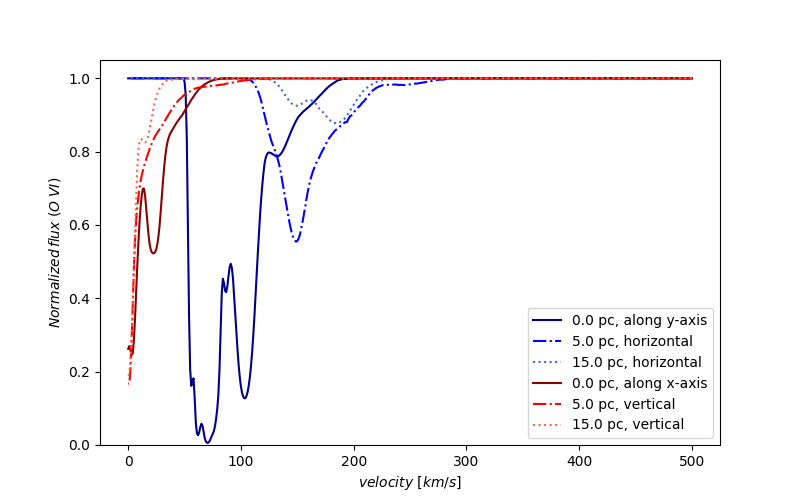 1.0
0.8
0.6
0.4
0.2
0.0
Normalized flux (O VI)
0.0 pc, along y-axis
5.0 pc, horizontal
15.0 pc, horizontal
0.0 pc, along x-axis
5.0 pc, vertical
15.0 pc, vertical
0 100 200 300 400 500
velocity [km/s]